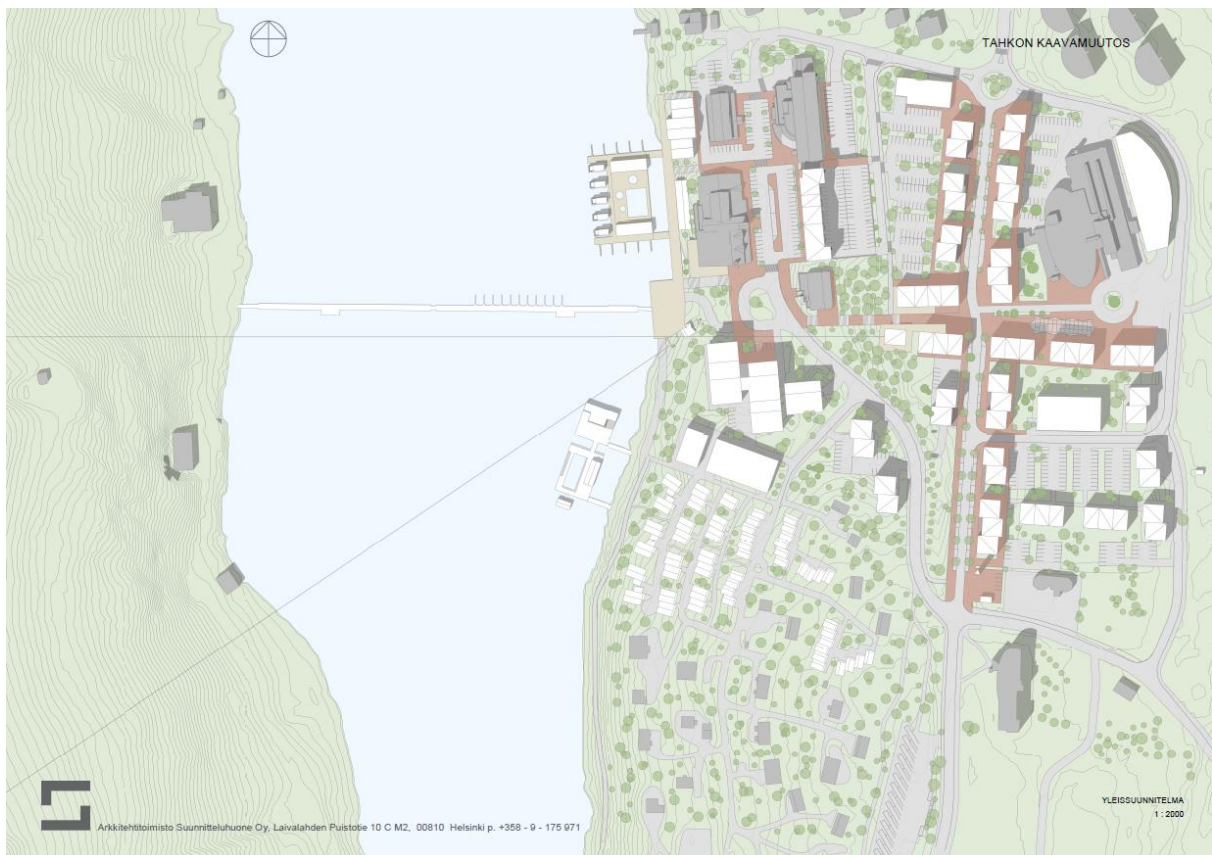 TAHKON KAAVAMUUTOS
YLEISSUUNNITELMA
1 : 2000
Arkkitehtitoimisto Suunnitteluhuone Oy, Laivalahden Puistotie 10 C M2, 00810 Helsinki p. +358 - 9 - 175 971